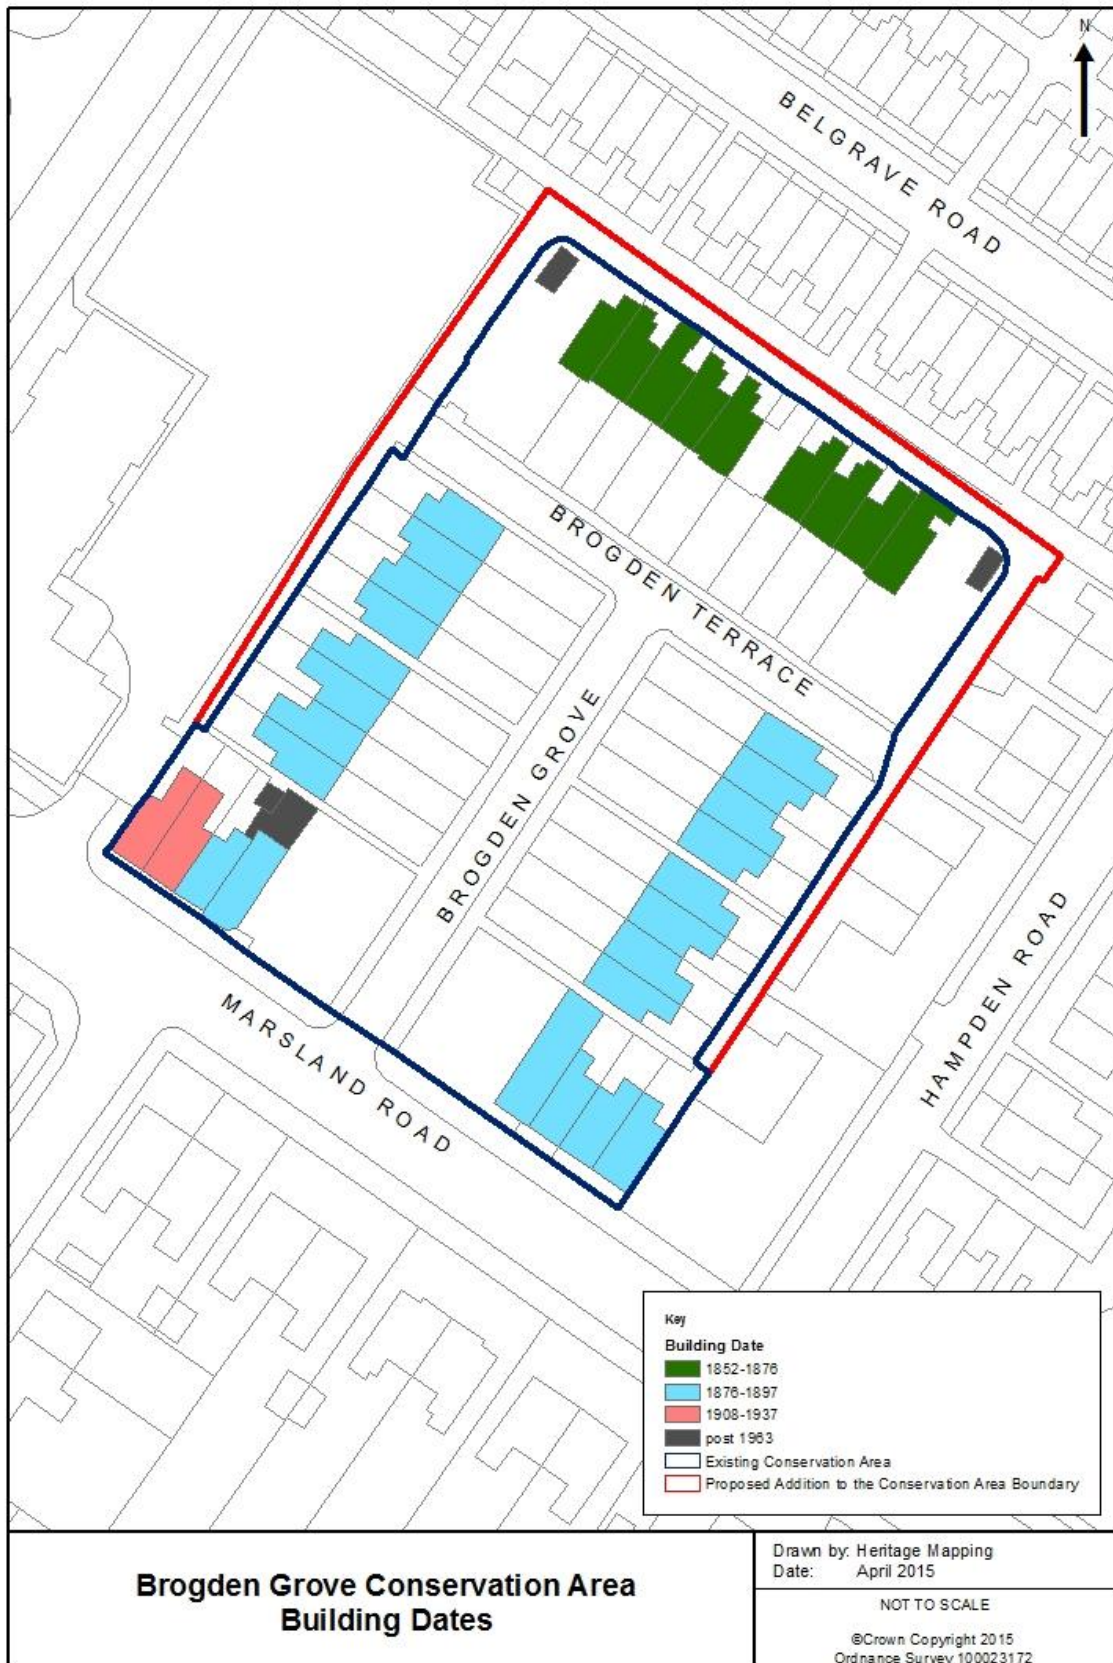 N
BELGRAVE ROAD
BROGDEN TERRACE
BROGDEN GROVE
HAMPDEN ROAD
MARSLAND ROAD
Key
Building Date
1852-1876
1876-1897
1908-1937
post 1963
Existing Conservation Area
Proposed Addition to the Conservation Area Boundary
Brogden Grove Conservation Area
Building Dates
Drawn by: Heritage Mapping
Date: April 2015
NOT TO SCALE
©Crown Copyright 2015
Ordnance Survey 100023172